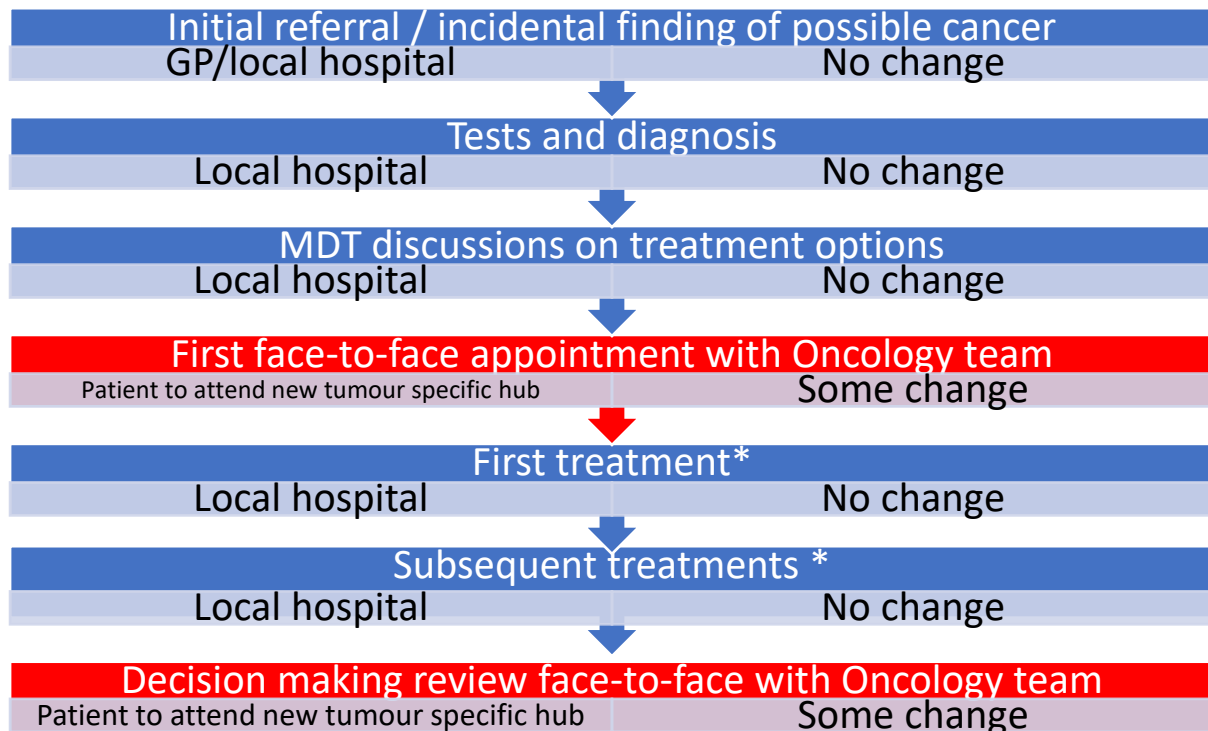 Initial referral / incidental finding of possible cancer
GP/local hospital
No change
Tests and diagnosis
Local hospital
No change
MDT discussions on treatment options
Local hospital
No change
First face-to-face appointment with Oncology team
Patient to attend new tumour specific hub
Some change
First treatment*
Local hospital
No change
Subsequent treatments *
Local hospital
No change
Decision making review face-to-face with Oncology team
Patient to attend new tumour specific hub
Some change